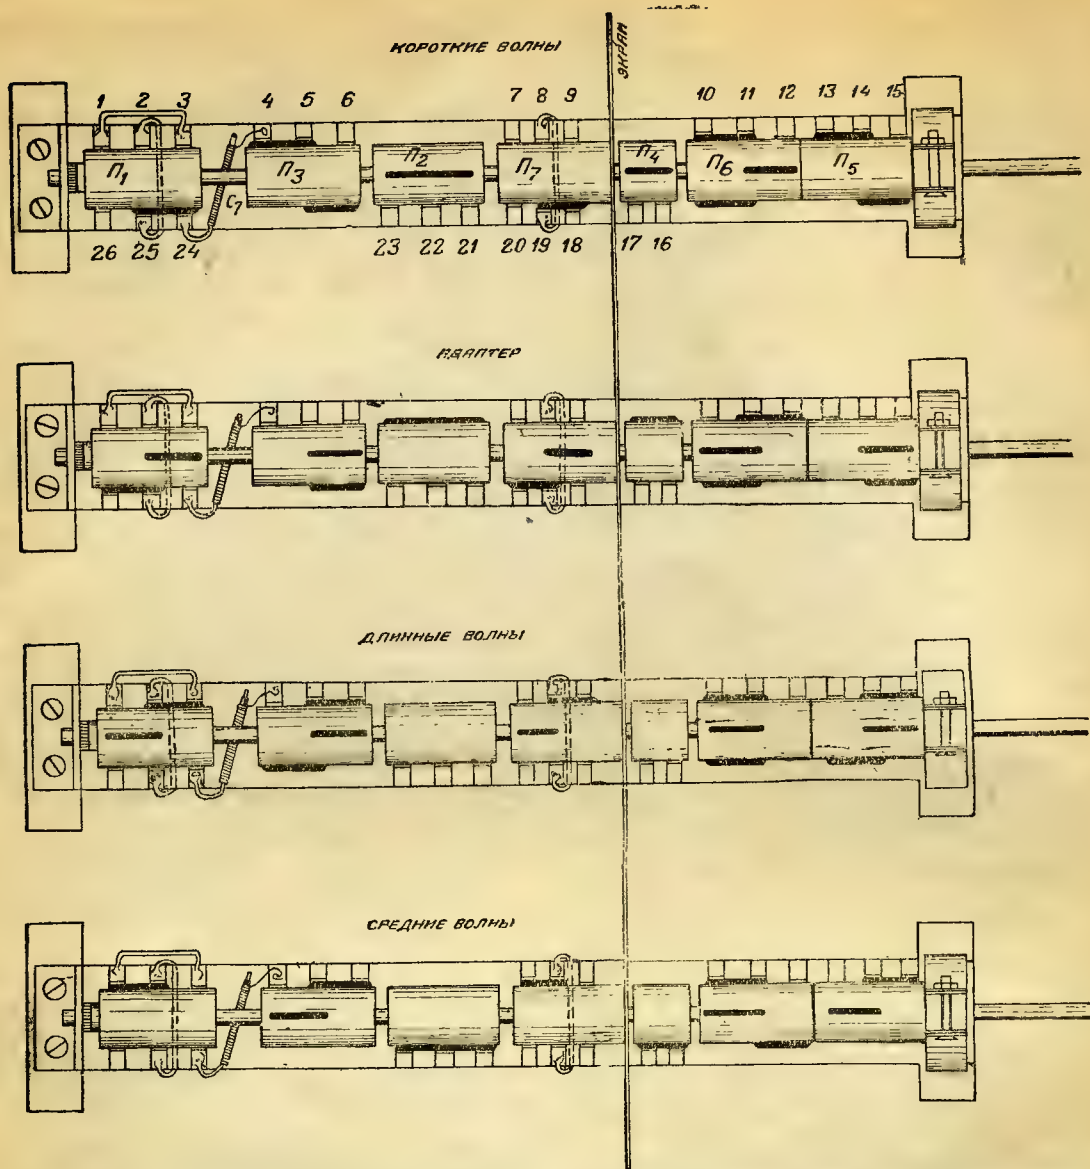 КОРОТКИЕ ВОЛНЫ
ЭКРАН
1 2 3 4 5 6 7 8 9 10 11 12 13 14 15
П1 П3 П2 П7 П4 П6 П5
C7
26 25 24 23 22 21 20 19 18 17 16
АДАПТЕР
ДЛИННЫЕ ВОЛНЫ
СРЕДНИЕ ВОЛНЫ